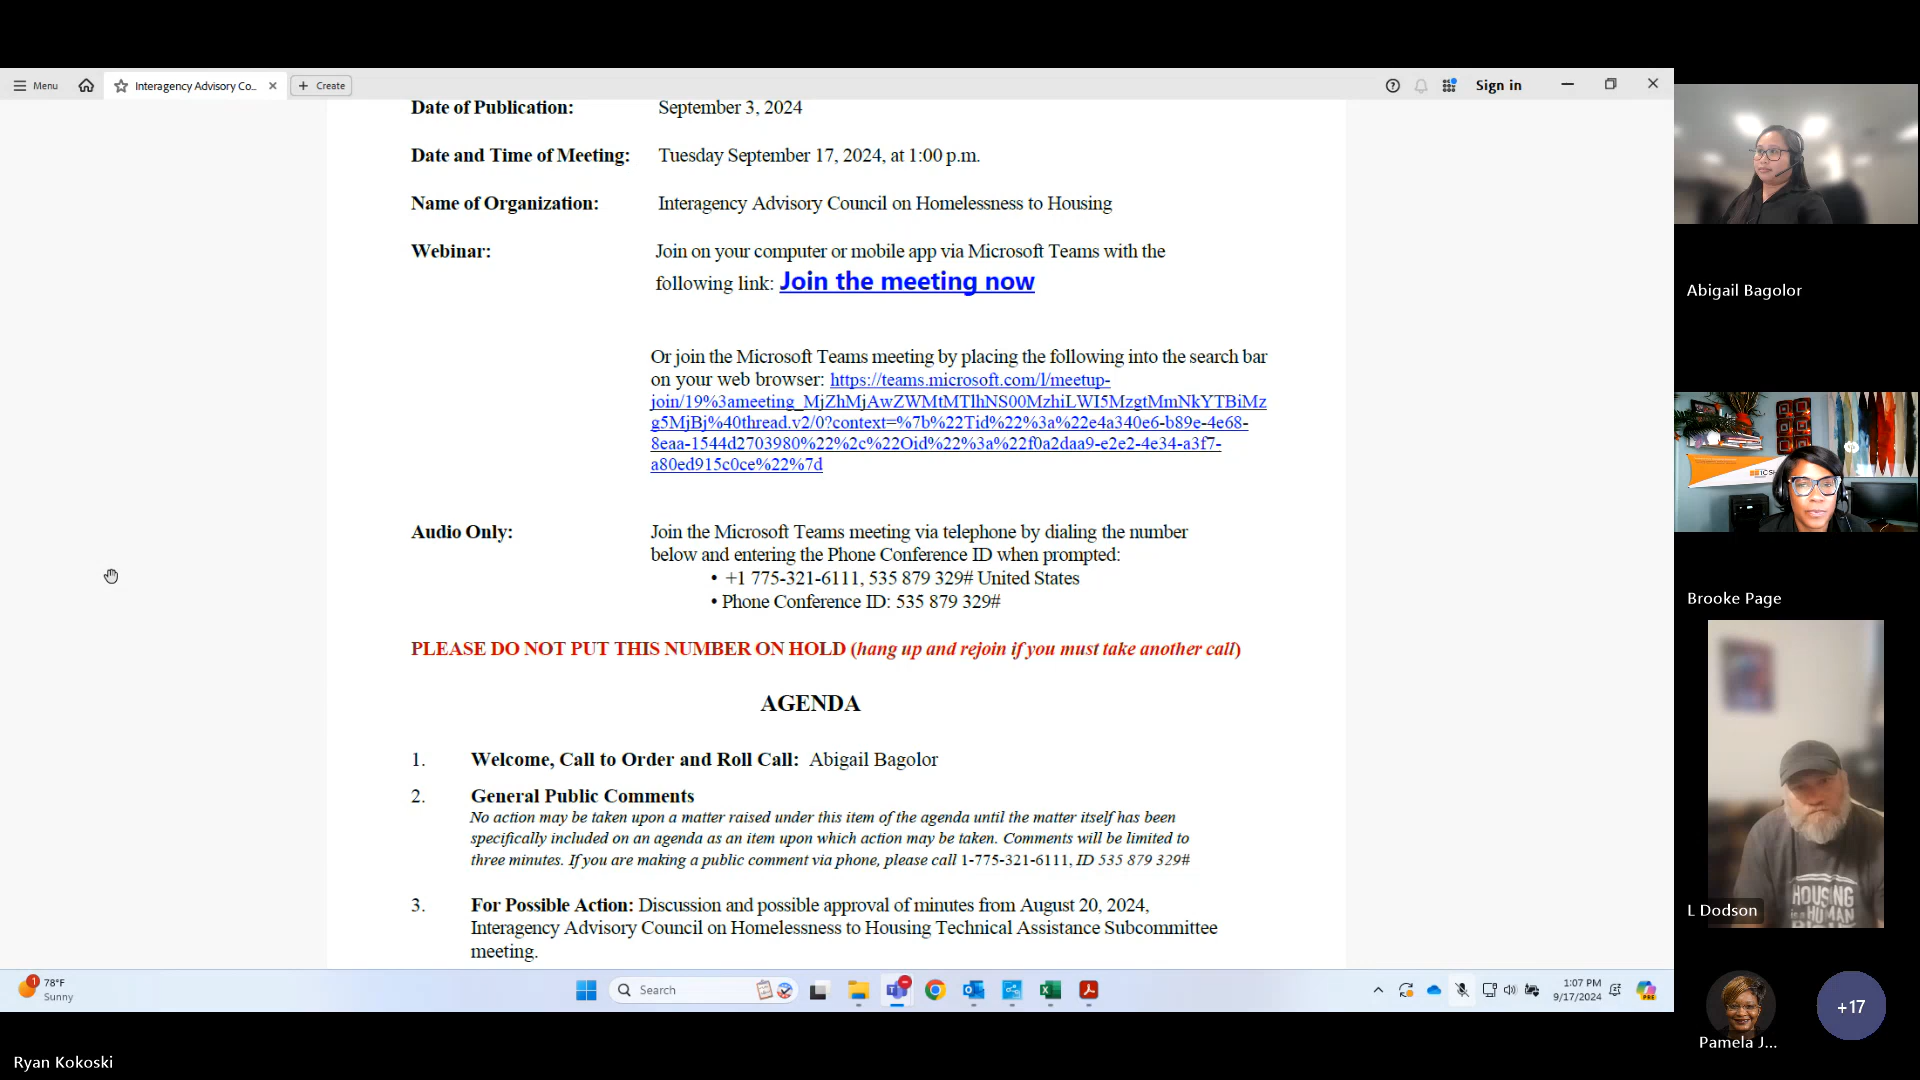 Menu
Interagency Advisory Co...
Create
Sign in
Date of Publication: September 3, 2024
Date and Time of Meeting: Tuesday September 17, 2024, at 1:00 p.m.
Name of Organization: Interagency Advisory Council on Homelessness to Housing
Webinar: Join on your computer or mobile app via Microsoft Teams with the
following link: Join the meeting now
Or join the Microsoft Teams meeting by placing the following into the search bar
on your web browser: https://teams.microsoft.com/l/meetup-
join/19%3ameeting_MjZhMjAwZWMtMTlhNS00MzhiLWI5MzgtMmNkYTBiMz
g5MjBj%40thread.v2/0?context=%7b%22Tid%22%3a%22e4a340e6-b89e-4e68-
8eaa-1544d2703980%22%2c%22Oid%22%3a%22f0a2daa9-e2e2-4e34-a3f7-
a80ed915c0ce%22%7d
Audio Only: Join the Microsoft Teams meeting via telephone by dialing the number
below and entering the Phone Conference ID when prompted:
• +1 775-321-6111, 535 879 329# United States
• Phone Conference ID: 535 879 329#
PLEASE DO NOT PUT THIS NUMBER ON HOLD (hang up and rejoin if you must take another call)
AGENDA
1. Welcome, Call to Order and Roll Call: Abigail Bagolor
2. General Public Comments
No action may be taken upon a matter raised under this item of the agenda until the matter itself has been
specifically included on an agenda as an item upon which action may be taken. Comments will be limited to
three minutes. If you are making a public comment via phone, please call 1-775-321-6111, ID 535 879 329#
3. For Possible Action: Discussion and possible approval of minutes from August 20, 2024,
Interagency Advisory Council on Homelessness to Housing Technical Assistance Subcommittee
meeting.
1
78°F
Sunny
Search
1:07 PM
9/17/2024
PRE
Ryan Kokoski
Abigail Bagolor
Brooke Page
HOUSING
is a HUMAN
L Dodson
Pamela J...
+17